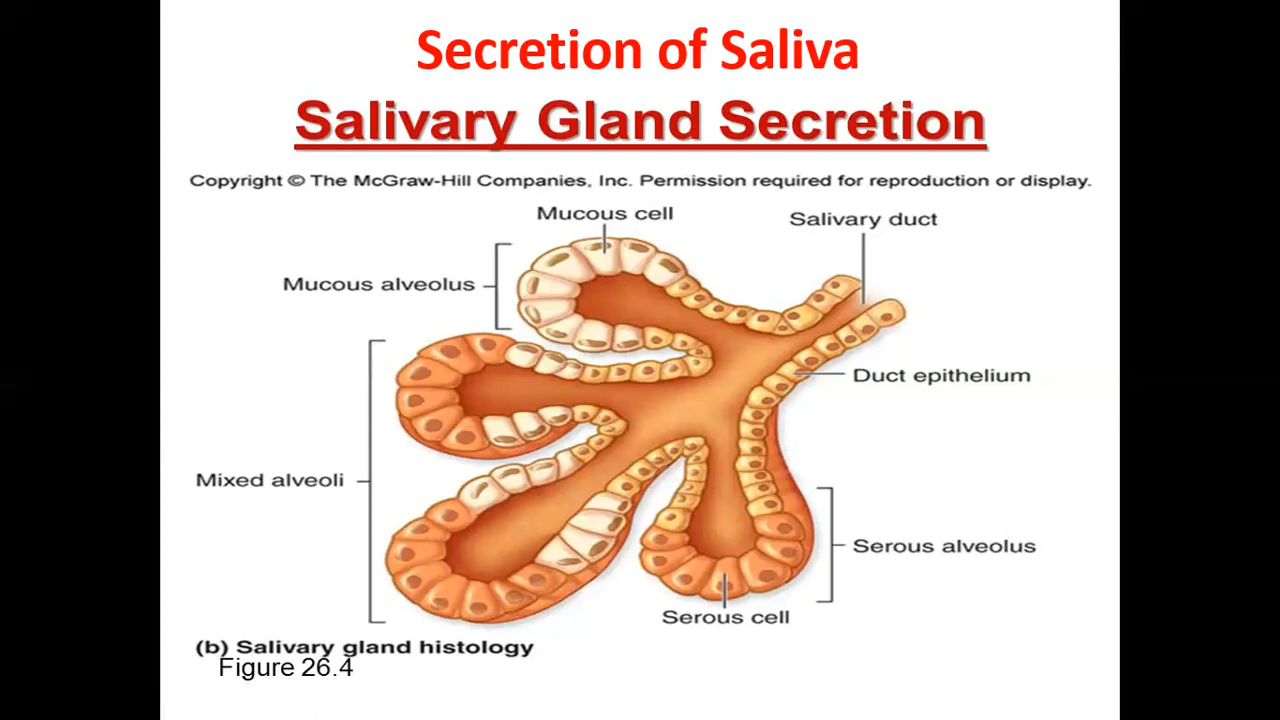 Secretion of Saliva
Salivary Gland Secretion
Copyright © The McGraw-Hill Companies, Inc. Permission required for reproduction or display.
Mucous cell
Salivary duct
Mucous alveolus
Duct epithelium
Mixed alveoli
Serous alveolus
Serous cell
(b) Salivary gland histology
Figure 26.4